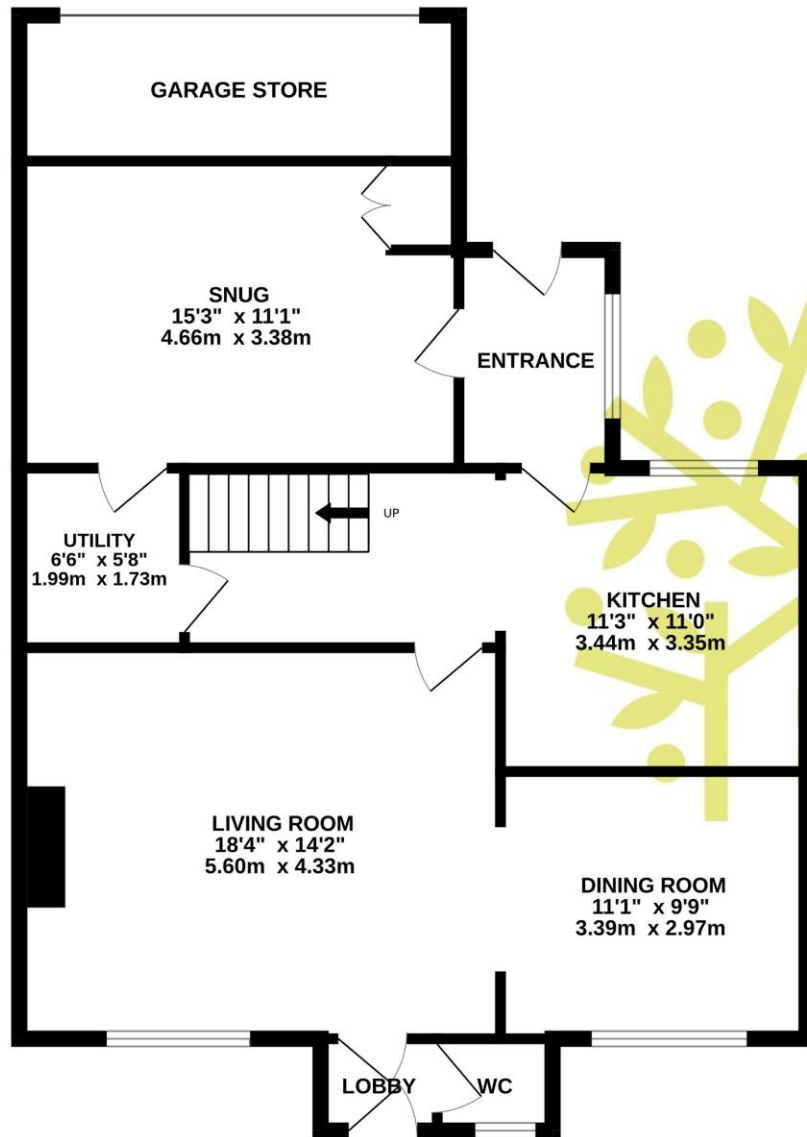 GARAGE STORE
SNUG
15'3" x 11'1"
4.66m x 3.38m
ENTRANCE
UP
UTILITY
6'6" x 5'8"
1.99m x 1.73m
KITCHEN
11'3" x 11'0"
3.44m x 3.35m
LIVING ROOM
18'4" x 14'2"
5.60m x 4.33m
DINING ROOM
11'1" x 9'9"
3.39m x 2.97m
LOBBY
WC